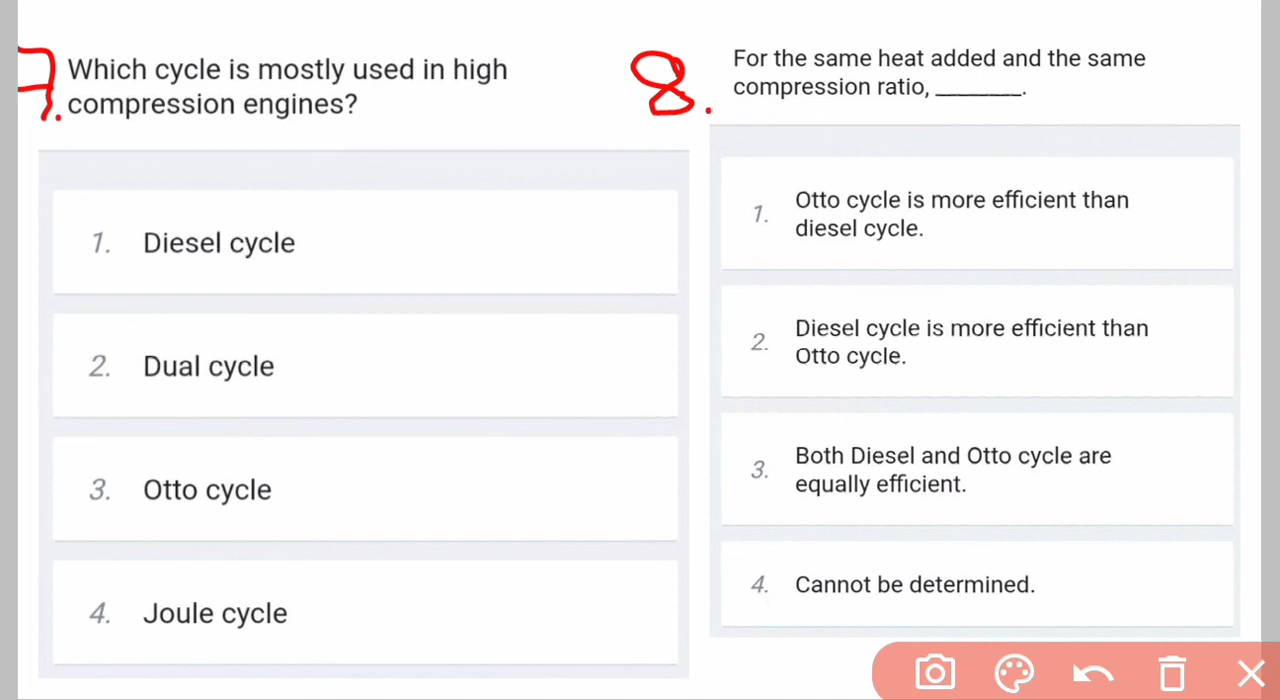 7. Which cycle is mostly used in high
compression engines?
1. Diesel cycle
2. Dual cycle
3. Otto cycle
4. Joule cycle
8. For the same heat added and the same
compression ratio, ________.
1. Otto cycle is more efficient than
diesel cycle.
2. Diesel cycle is more efficient than
Otto cycle.
3. Both Diesel and Otto cycle are
equally efficient.
4. Cannot be determined.